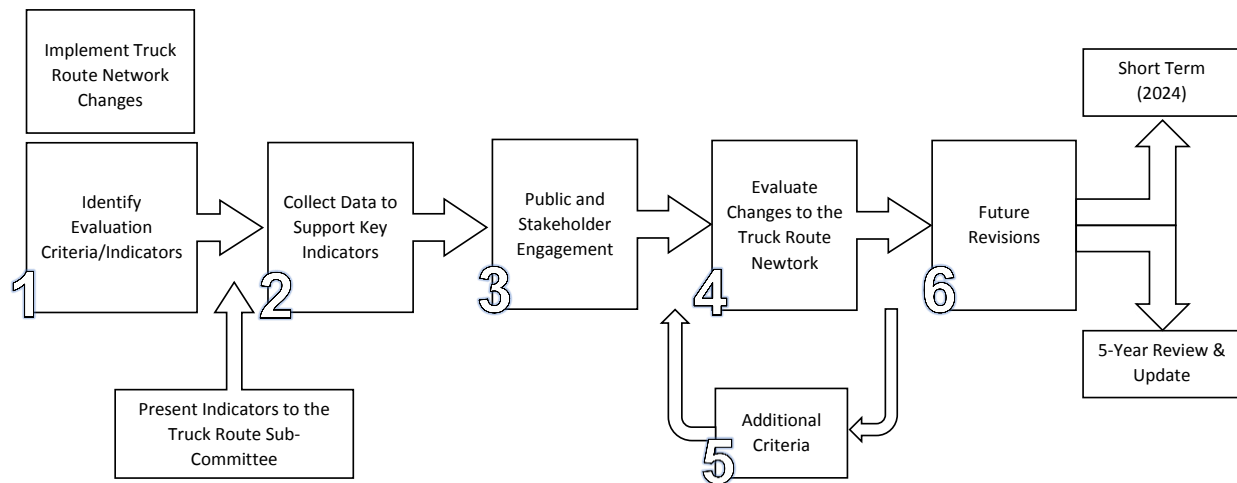 Implement Truck
Route Network
Changes
Identify
Evaluation
Criteria/Indicators
1
Collect Data to
Support Key
Indicators
2
Public and
Stakeholder
Engagement
3
Evaluate
Changes to the
Truck Route
Newtork
4
Future
Revisions
6
Short Term
(2024)
5-Year Review &
Update
Present Indicators to the
Truck Route Sub-
Committee
Additional
Criteria
5